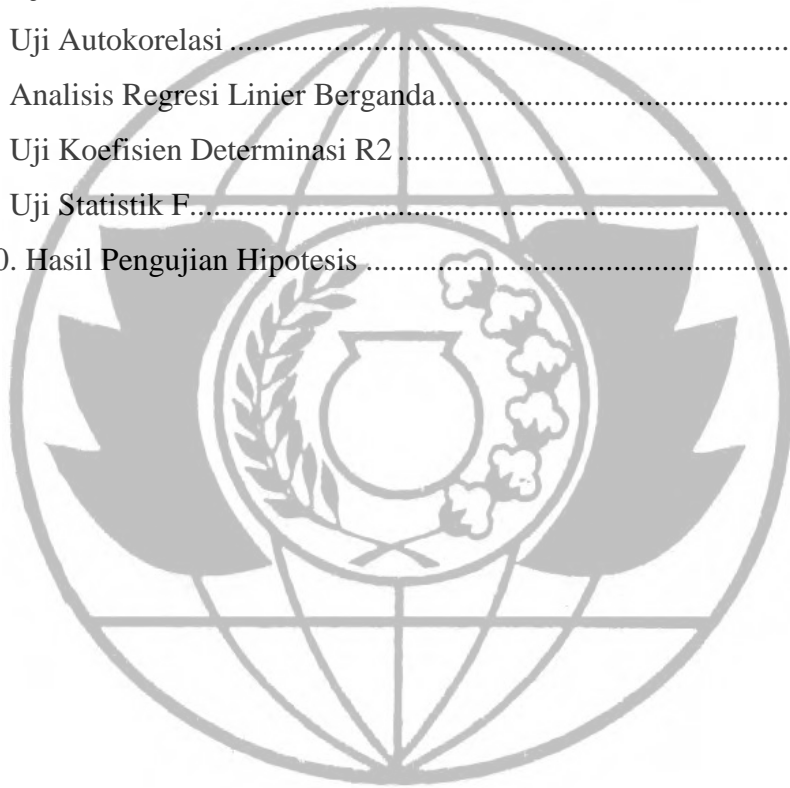 Uji Autokorelasi ................................................................
Analisis Regresi Linier Berganda................................................................
Uji Koefisien Determinasi R2 ................................................................
Uji Statistik F................................................................
0. Hasil Pengujian Hipotesis ................................................................